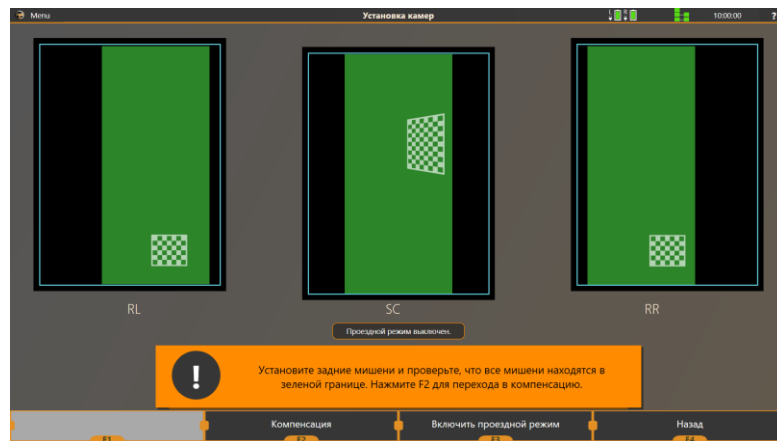 Menu
Установка камер
L
R
10:00:00
?
RL
SC
RR
Проездной режим выключен.
!
Установите задние мишени и проверьте, что все мишени находятся в
зеленой границе. Нажмите F2 для перехода в компенсацию.
Компенсация
Включить проездной режим
Назад
F1
F2
F3
F4